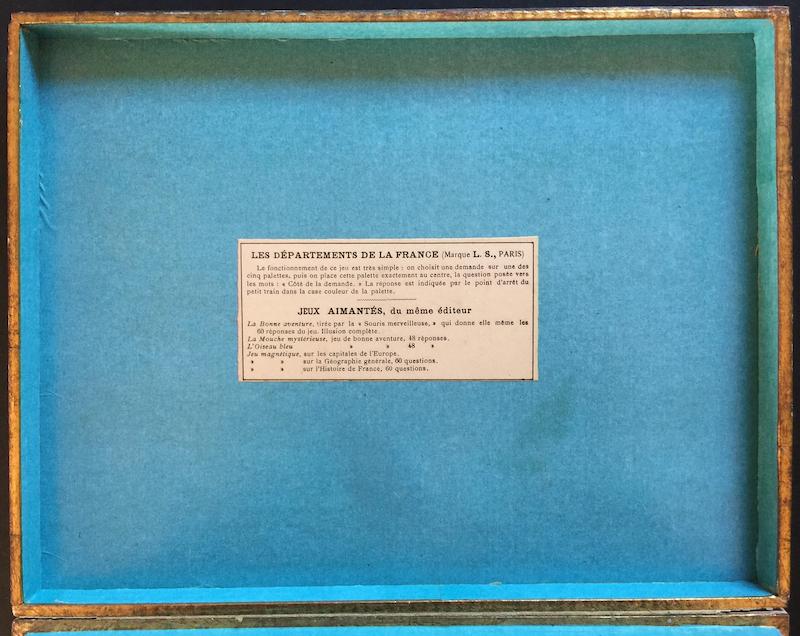 LES DÉPARTEMENTS DE LA FRANCE (Marque L. S., PARIS)
Le fonctionnement de ce jeu est très simple : on choisit une demande sur une des
cinq palettes, puis on place cette palette exactement au centre, la question posée vers
les mots : « Côté de la demande. » La réponse est indiquée par le point d'arrêt du
petit train dans la case couleur de la palette.
JEUX AIMANTÉS, du même éditeur
La Bonne aventure, tirée par la « Souris merveilleuse, » qui donne elle même les
60 réponses du jeu. Illusion complète.
La Mouche mystérieuse, jeu de bonne aventure, 48 réponses.
L'Oiseau bleu » » 48 »
Jeu magnétique, sur les capitales de l'Europe.
» » sur la Géographie générale, 60 questions.
» » sur l'Histoire de France, 60 questions.